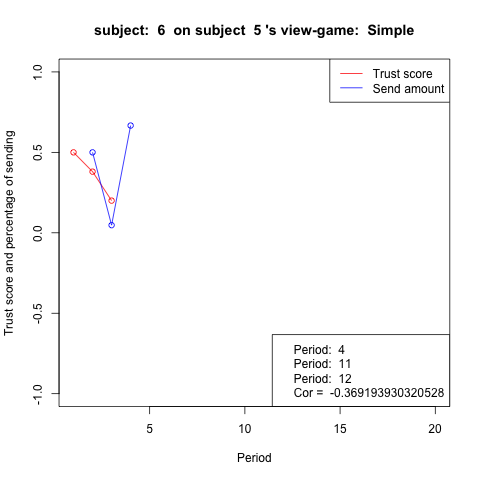 subject:  6  on subject  5 's view-game:  Simple
Trust score and percentage of sending
1.0
0.5
0.0
-0.5
-1.0
Trust score
Send amount
Period:  4
Period:  11
Period:  12
Cor =  -0.369193930320528
5
10
15
20
Period